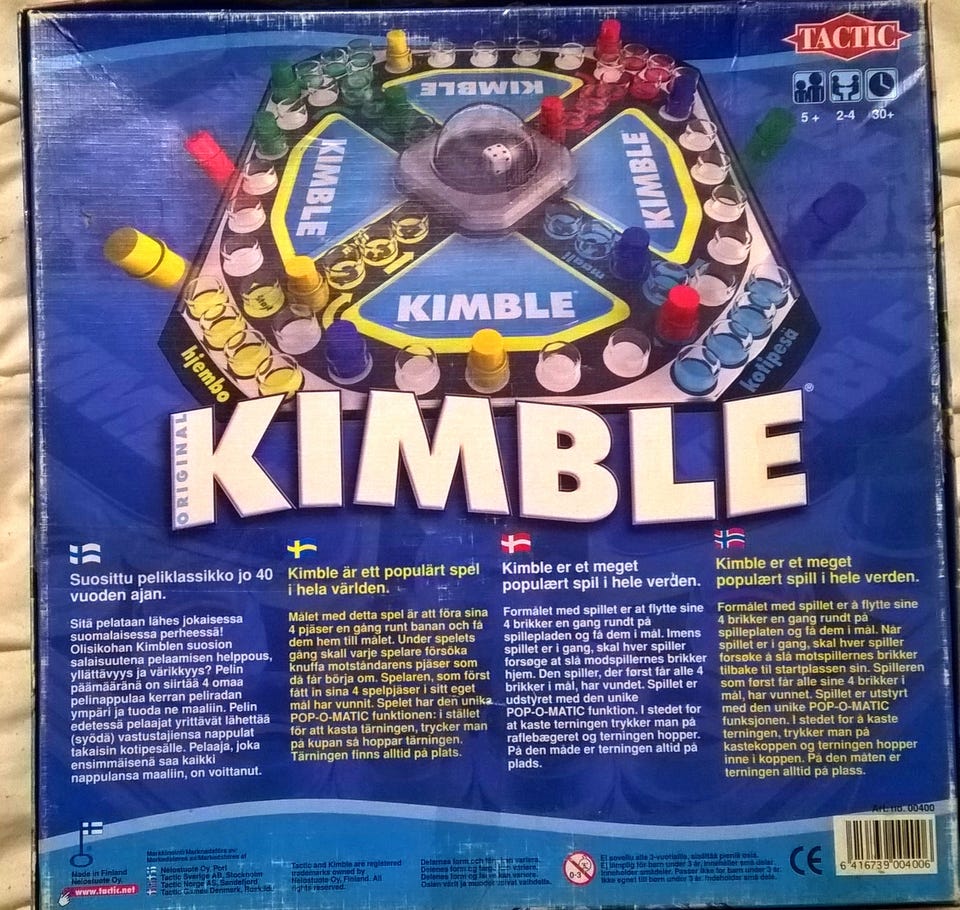 TACTIC
5+ 2-4 30+
KIMBLE
KIMBLE
KIMBLE
KIMBLE
hjembo
kotipesä
ORIGINAL
KIMBLE®
Suosittu peliklassikko jo 40
vuoden ajan.
Sitä pelataan lähes jokaisessa
suomalaisessa perheessä!
Olisikohan Kimblen suosion
salaisuutena pelaamisen helppous,
yllättävyys ja värikkyys? Pelin
päämääränä on siirtää 4 omaa
pelinappulaa kerran peliradan
ympäri ja tuoda ne maaliin. Pelin
edetessä pelaajat yrittävät lähettää
(syödä) vastustajiensa nappulat
takaisin kotipesälle. Pelaaja, joka
ensimmäisenä saa kaikki
nappulansa maaliin, on voittanut.
Kimble är ett populärt spel
i hela världen.
Målet med detta spel är att föra sina
4 pjäser en gång runt banan och få
dem hem till målet. Under spelets
gång skall varje spelare försöka
knuffa motståndarens pjäser som
då får börja om. Spelaren, som först
fått in sina 4 spelpjäser i sitt eget
mål har vunnit. Spelet har den unika
POP-O-MATIC funktionen: i stället
för att kasta tärningen, trycker man
på kupan så hoppar tärningen.
Tärningen finns alltid på plats.
Kimble er et meget
populært spil i hele verden.
Formålet med spillet er at flytte sine
4 brikker en gang rundt på
spillepladen og få dem i mål. Imens
spillet er i gang, skal hver spiller
forsøge at slå modspillernes brikker
hjem. Den spiller, der først får alle 4
brikker i mål, har vundet. Spillet er
udstyret med den unikke
POP-O-MATIC funktion. I stedet for
at kaste terningen trykker man på
raflebægeret og terningen hopper.
På den måde er terningen altid på
plads.
Kimble er et meget
populært spill i hele verden.
Formålet med spillet er å flytte sine
4 brikker en gang rundt på
spilleplaten og få dem i mål. Når
spillet er i gang, skal hver spiller
forsøke å slå motspillernes brikker
tilbake til startplassen sin. Spilleren
som først får alle sine 4 brikker i
mål, har vunnet. Spillet er utstyrt
med den unike POP-O-MATIC
funksjonen. I stedet for å kaste
terningen, trykker man på
kastekoppen og terningen hopper
inne i koppen. På den måten er
terningen alltid på plass.
Art. no. 00400
Made in Finland
Nelostuote Oy
www.tactic.net
Nelostuote Oy, Pori
Tactic Sverige AB, Stockholm
Tactic Norge AS, Sandefjord
Tactic Games Denmark,
Tactic and Kimble are registered
trademarks owned by
Nelostuote Oy, Finland. All
rights reserved.
0-3
CE
6 416739 004006